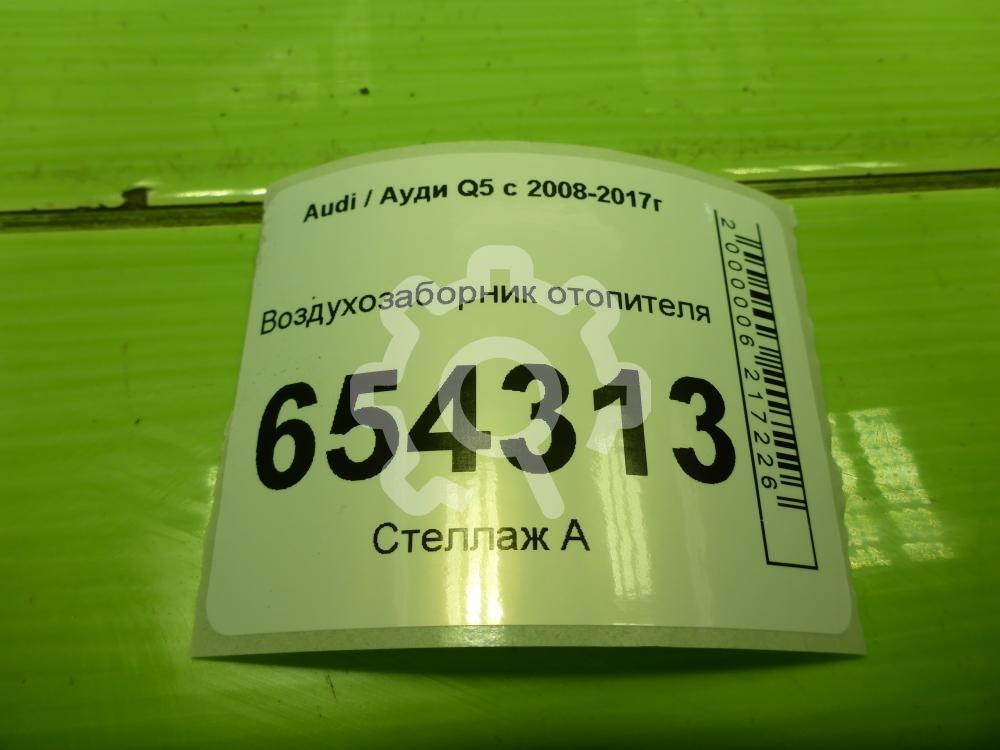 Audi / Ауди Q5 с 2008-2017г
Воздухозаборник отопителя
654313
Стеллаж А
2000006217226